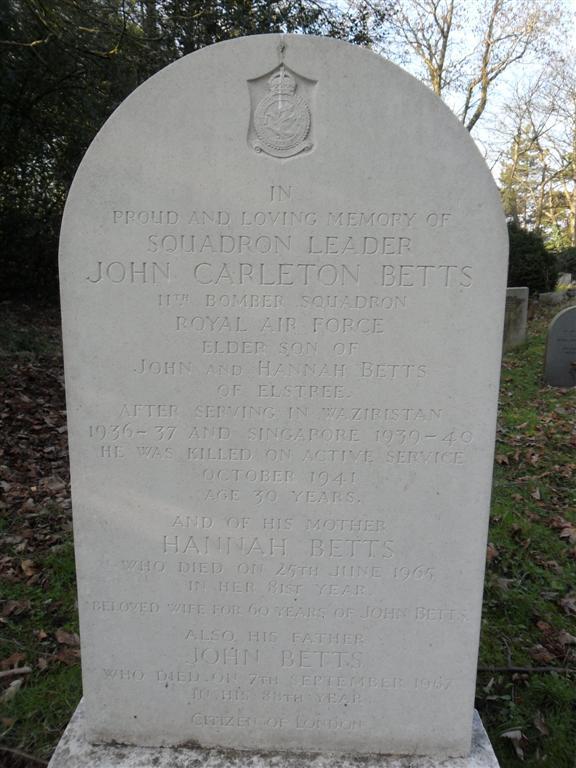 IN
PROUD AND LOVING MEMORY OF
SQUADRON LEADER
JOHN CARLETON BETTS
11TH BOMBER SQUADRON
ROYAL AIR FORCE
ELDER SON OF
JOHN AND HANNAH BETTS
OF ELSTREE.
AFTER SERVING IN WAZIRISTAN
1936-37 AND SINGAPORE 1939-40
HE WAS KILLED ON ACTIVE SERVICE
OCTOBER 1941
AGE 30 YEARS.
AND OF HIS MOTHER
HANNAH BETTS
WHO DIED ON 25TH JUNE 1965
IN HER 81ST YEAR.
BELOVED WIFE FOR 60 YEARS OF JOHN BETTS.
ALSO, HIS FATHER
JOHN BETTS
WHO DIED ON 7TH SEPTEMBER 1967
IN HIS 88TH YEAR
CITIZEN OF LONDON